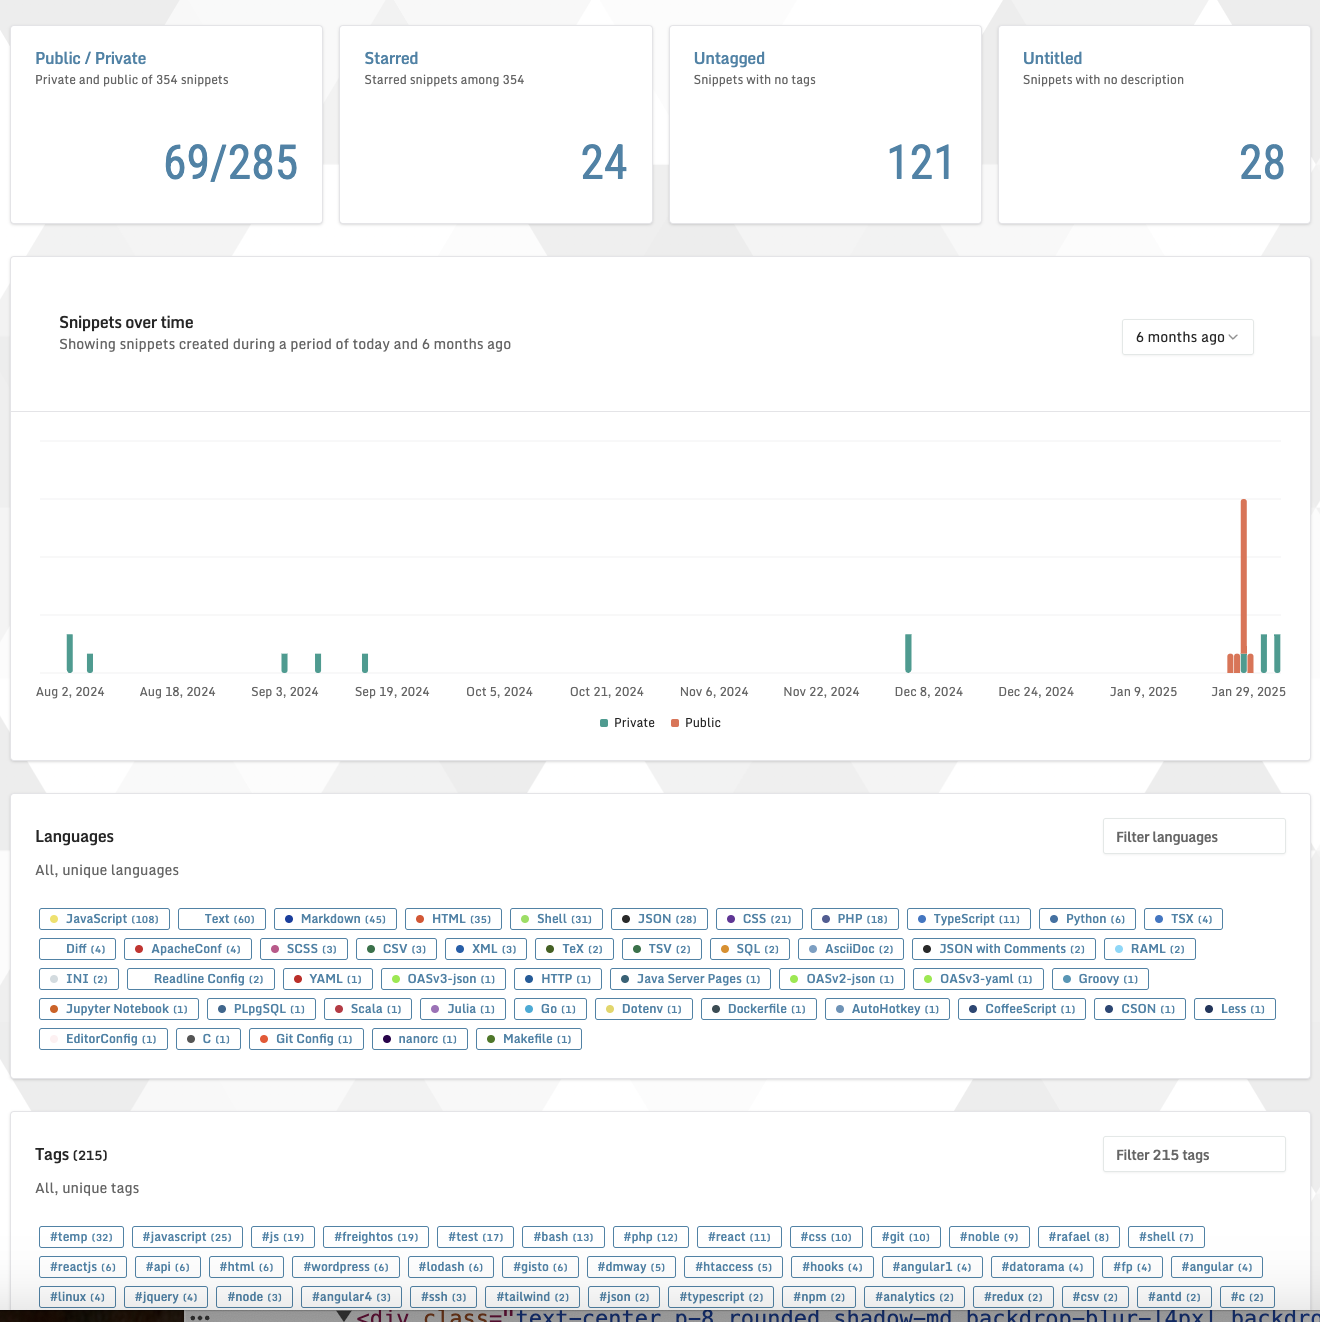 Public / Private
Private and public of 354 snippets
69/285
Starred
Starred snippets among 354
24
Untagged
Snippets with no tags
121
Untitled
Snippets with no description
28
Snippets over time
Showing snippets created during a period of today and 6 months ago
6 months ago
Aug 2, 2024 Aug 18, 2024 Sep 3, 2024 Sep 19, 2024 Oct 5, 2024 Oct 21, 2024 Nov 6, 2024 Nov 22, 2024 Dec 8, 2024 Dec 24, 2024 Jan 9, 2025 Jan 29, 2025
Private Public
Languages
Filter languages
All, unique languages
JavaScript (108) Text (60) Markdown (45) HTML (35) Shell (31) JSON (28) CSS (21) PHP (18) TypeScript (11) Python (6) TSX (4)
Diff (4) ApacheConf (4) SCSS (3) CSV (3) XML (3) TeX (2) TSV (2) SQL (2) AsciiDoc (2) JSON with Comments (2) RAML (2)
INI (2) Readline Config (2) YAML (1) OASv3-json (1) HTTP (1) Java Server Pages (1) OASv2-json (1) OASv3-yaml (1) Groovy (1)
Jupyter Notebook (1) PLpgSQL (1) Scala (1) Julia (1) Go (1) Dotenv (1) Dockerfile (1) AutoHotkey (1) CoffeeScript (1) CSON (1) Less (1)
EditorConfig (1) C (1) Git Config (1) nanorc (1) Makefile (1)
Tags (215)
Filter 215 tags
All, unique tags
#temp (32) #javascript (25) #js (19) #freightos (19) #test (17) #bash (13) #php (12) #react (11) #css (10) #git (10) #noble (9) #rafael (8) #shell (7)
#reactjs (6) #api (6) #html (6) #wordpress (6) #lodash (6) #gisto (6) #dmway (5) #htaccess (5) #hooks (4) #angular1 (4) #datorama (4) #fp (4) #angular (4)
#linux (4) #jquery (4) #node (3) #angular4 (3) #ssh (3) #tailwind (2) #json (2) #typescript (2) #npm (2) #analytics (2) #redux (2) #csv (2) #antd (2) #c (2)
<div class="text-center p-8 rounded shadow-md backdrop-blur-[4px] backdro